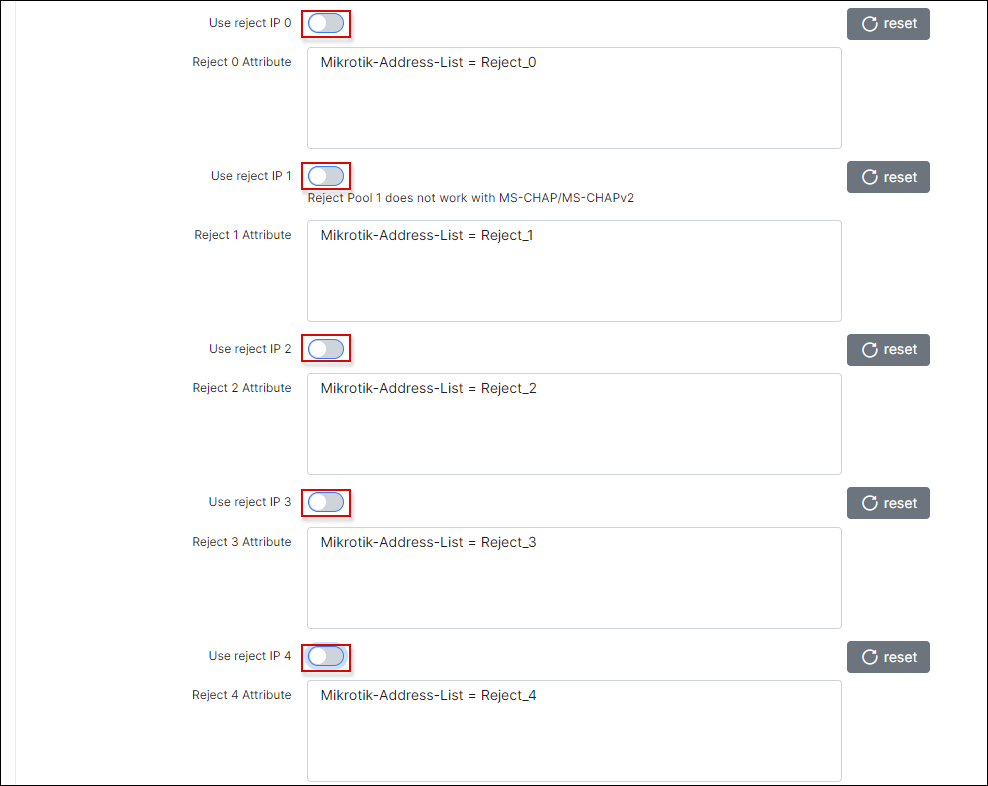 Use reject IP 0
reset
Reject 0 Attribute
Mikrotik-Address-List = Reject_0
Use reject IP 1
reset
Reject Pool 1 does not work with MS-CHAP/MS-CHAPv2
Reject 1 Attribute
Mikrotik-Address-List = Reject_1
Use reject IP 2
reset
Reject 2 Attribute
Mikrotik-Address-List = Reject_2
Use reject IP 3
reset
Reject 3 Attribute
Mikrotik-Address-List = Reject_3
Use reject IP 4
reset
Reject 4 Attribute
Mikrotik-Address-List = Reject_4